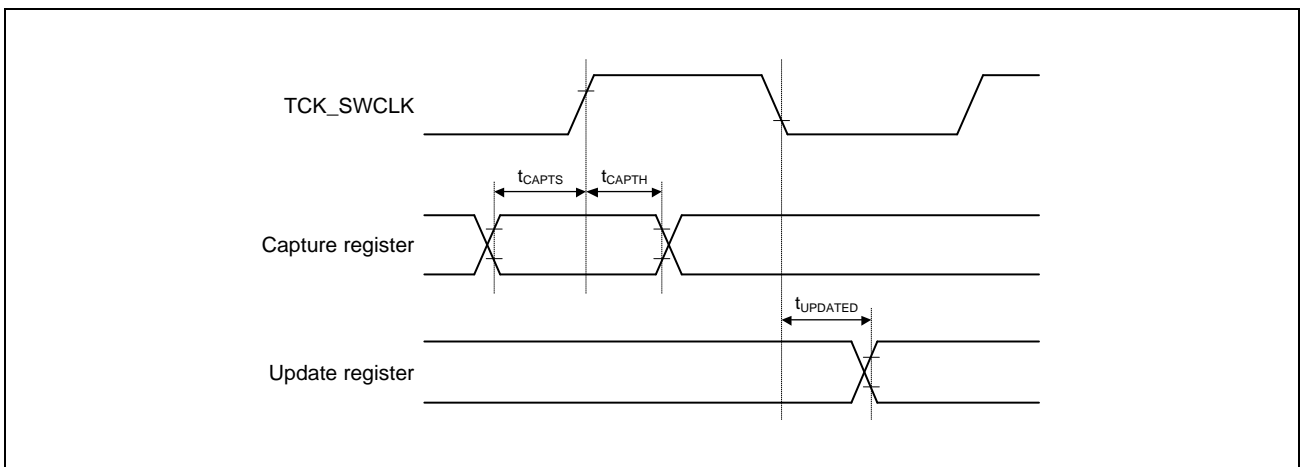 TCK_SWCLK
tCAPTS tCAPTH
Capture register
tUPDATED
Update register